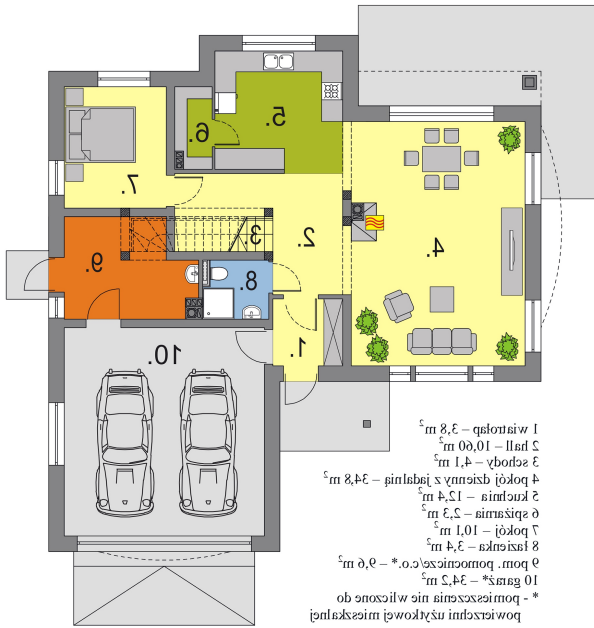 5.
6.
7.
4.
3.
2.
9.
8.
10.
1.
1 wiatrołap – 3,8 m²
2 hall – 10,60 m²
3 schody – 4,1 m²
4 pokój dzienny z jadalnią – 34,8 m²
5 kuchnia – 12,4 m²
6 spiżarnia – 2,3 m²
7 pokój – 10,1 m²
8 łazienka – 3,4 m²
9 pom. pomocnicze/c.o.* – 9,6 m²
10 garaż* – 34,2 m²
* - pomieszczenia nie wliczone do
powierzchni użytkowej mieszkalnej